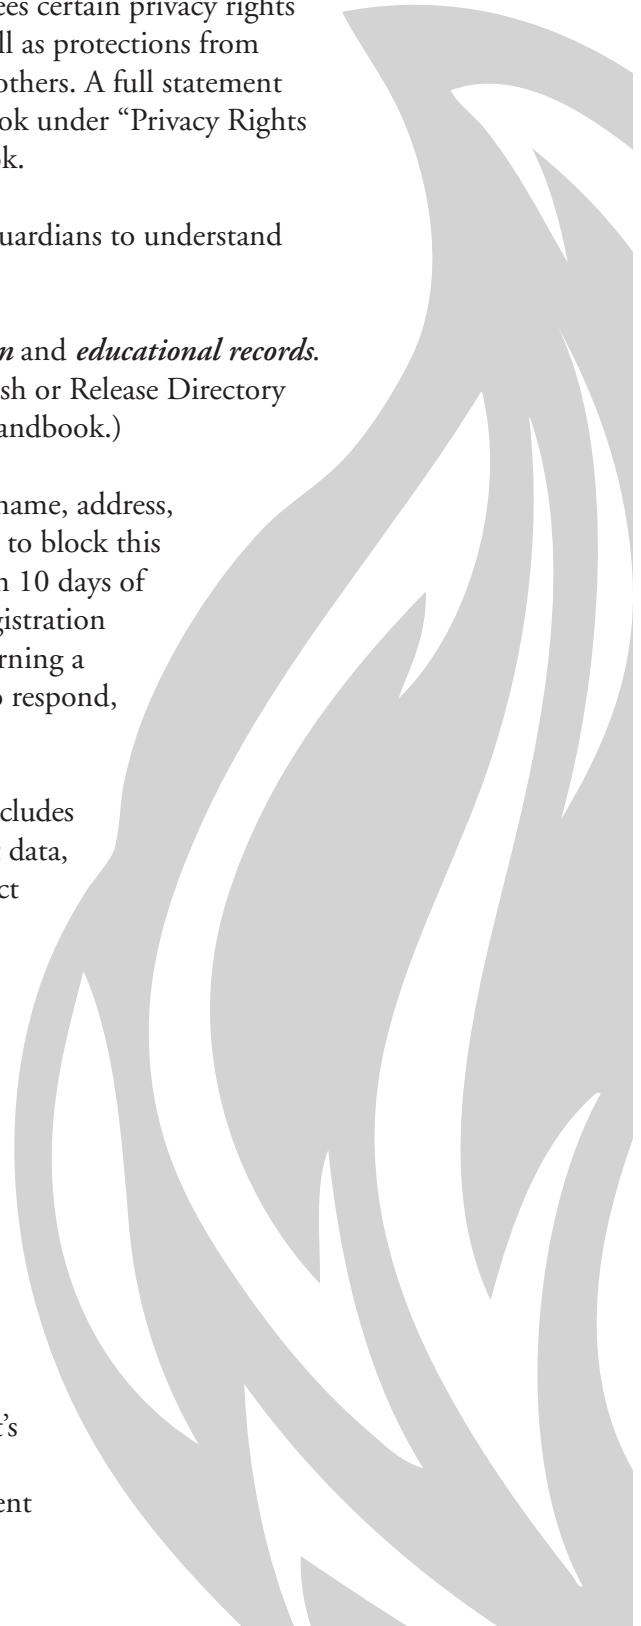 ees certain privacy rights
ll as protections from
others. A full statement
ok under “Privacy Rights
k.
uardians to understand
n and educational records.
sh or Release Directory
andbook.)
name, address,
to block this
n 10 days of
gistration
rning a
o respond,
cludes
data,
ct
t’s
ent